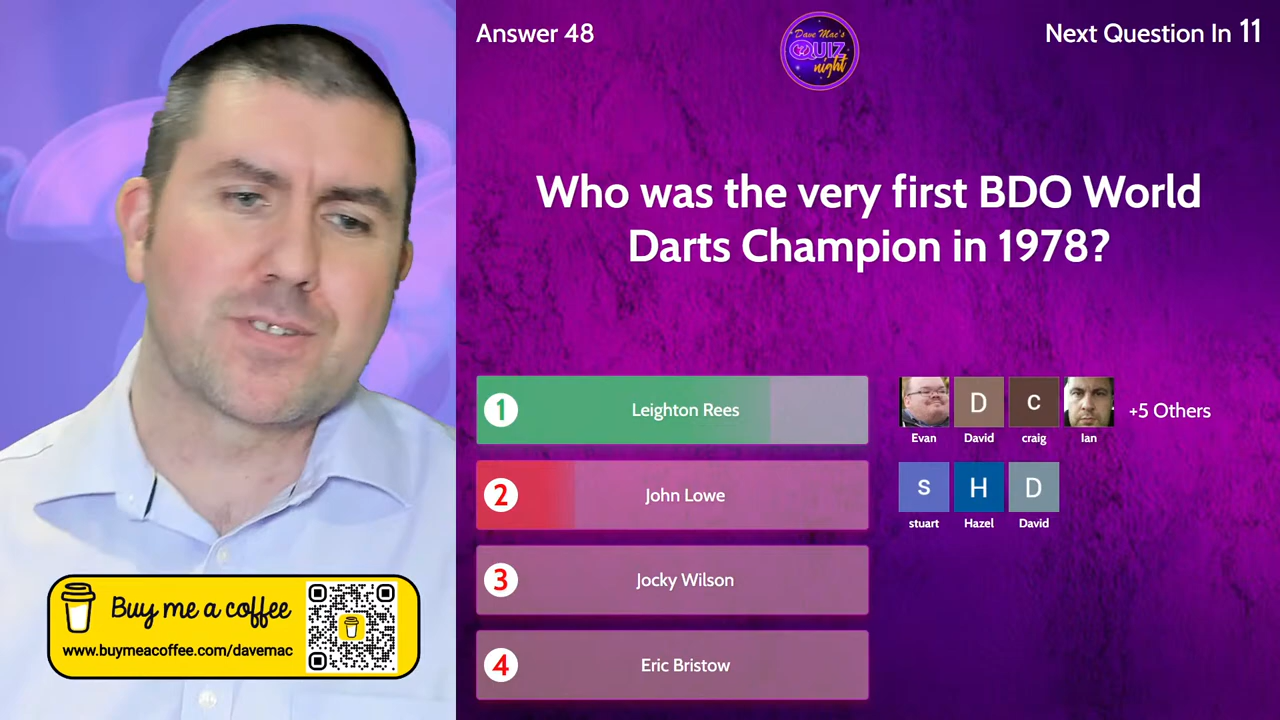 Answer 48
Dave Mac's
QUIZ
night
Next Question In 11
Who was the very first BDO World
Darts Champion in 1978?
1 Leighton Rees
Evan David craig Ian
D C
+5 Others
2 John Lowe
S H D
stuart Hazel David
3 Jocky Wilson
4 Eric Bristow
Buy me a coffee
www.buymeacoffee.com/davemac